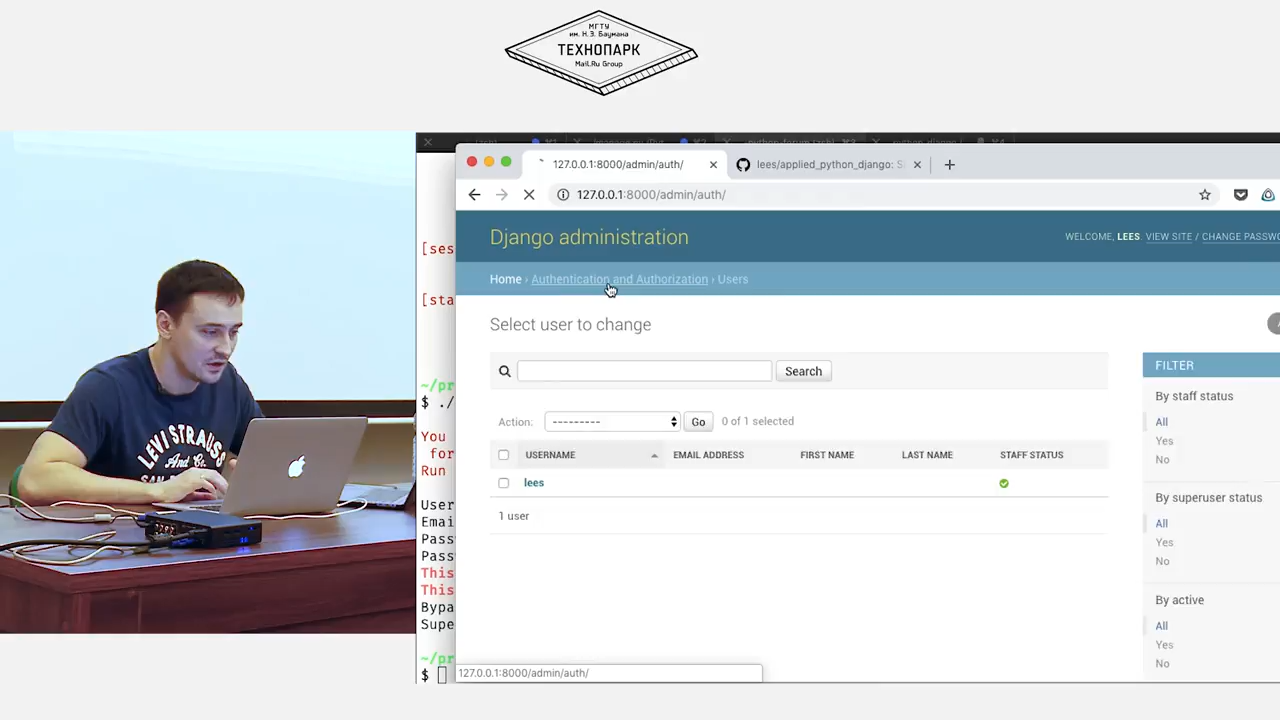 МГТУ
им. Н.Э. Баумана
ТЕХНОПАРК
Mail.Ru Group
LEVI STRAUSS
And Co.
127.0.0.1:8000/admin/auth/
lees/applied_python_django:
127.0.0.1:8000/admin/auth/
Django administration
WELCOME, LEES. VIEW SITE / CHANGE PASSWO
Home › Authentication and Authorization › Users
Select user to change
Search
Action: --------- Go 0 of 1 selected
USERNAME EMAIL ADDRESS FIRST NAME LAST NAME STAFF STATUS
lees
1 user
FILTER
By staff status
All
Yes
No
By superuser status
All
Yes
No
By active
All
Yes
No
127.0.0.1:8000/admin/auth/
[ses
[sta
~/pr
$ ./
You
for
Run
User
Emai
Pass
Pass
This
This
Bypa
Supe
~/pr
$